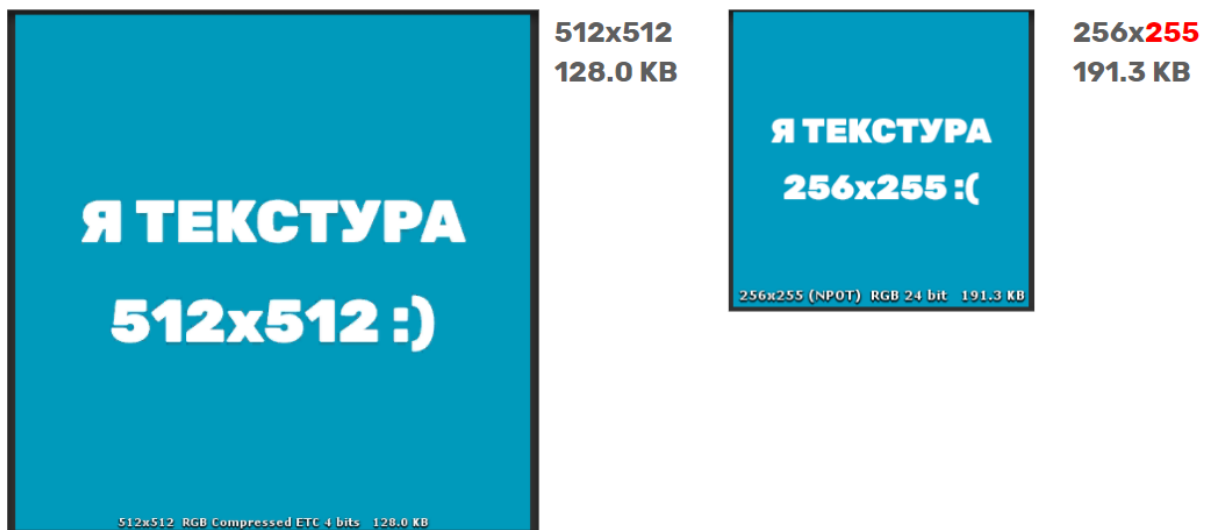 Я ТЕКСТУРА
512x512 :)
512x512 RGB Compressed ETC 4 bits 128.0 KB
512x512
128.0 KB
Я ТЕКСТУРА
256x255 :(
256x255 (NPOT) RGB 24 bit 191.3 KB
256x255
191.3 KB